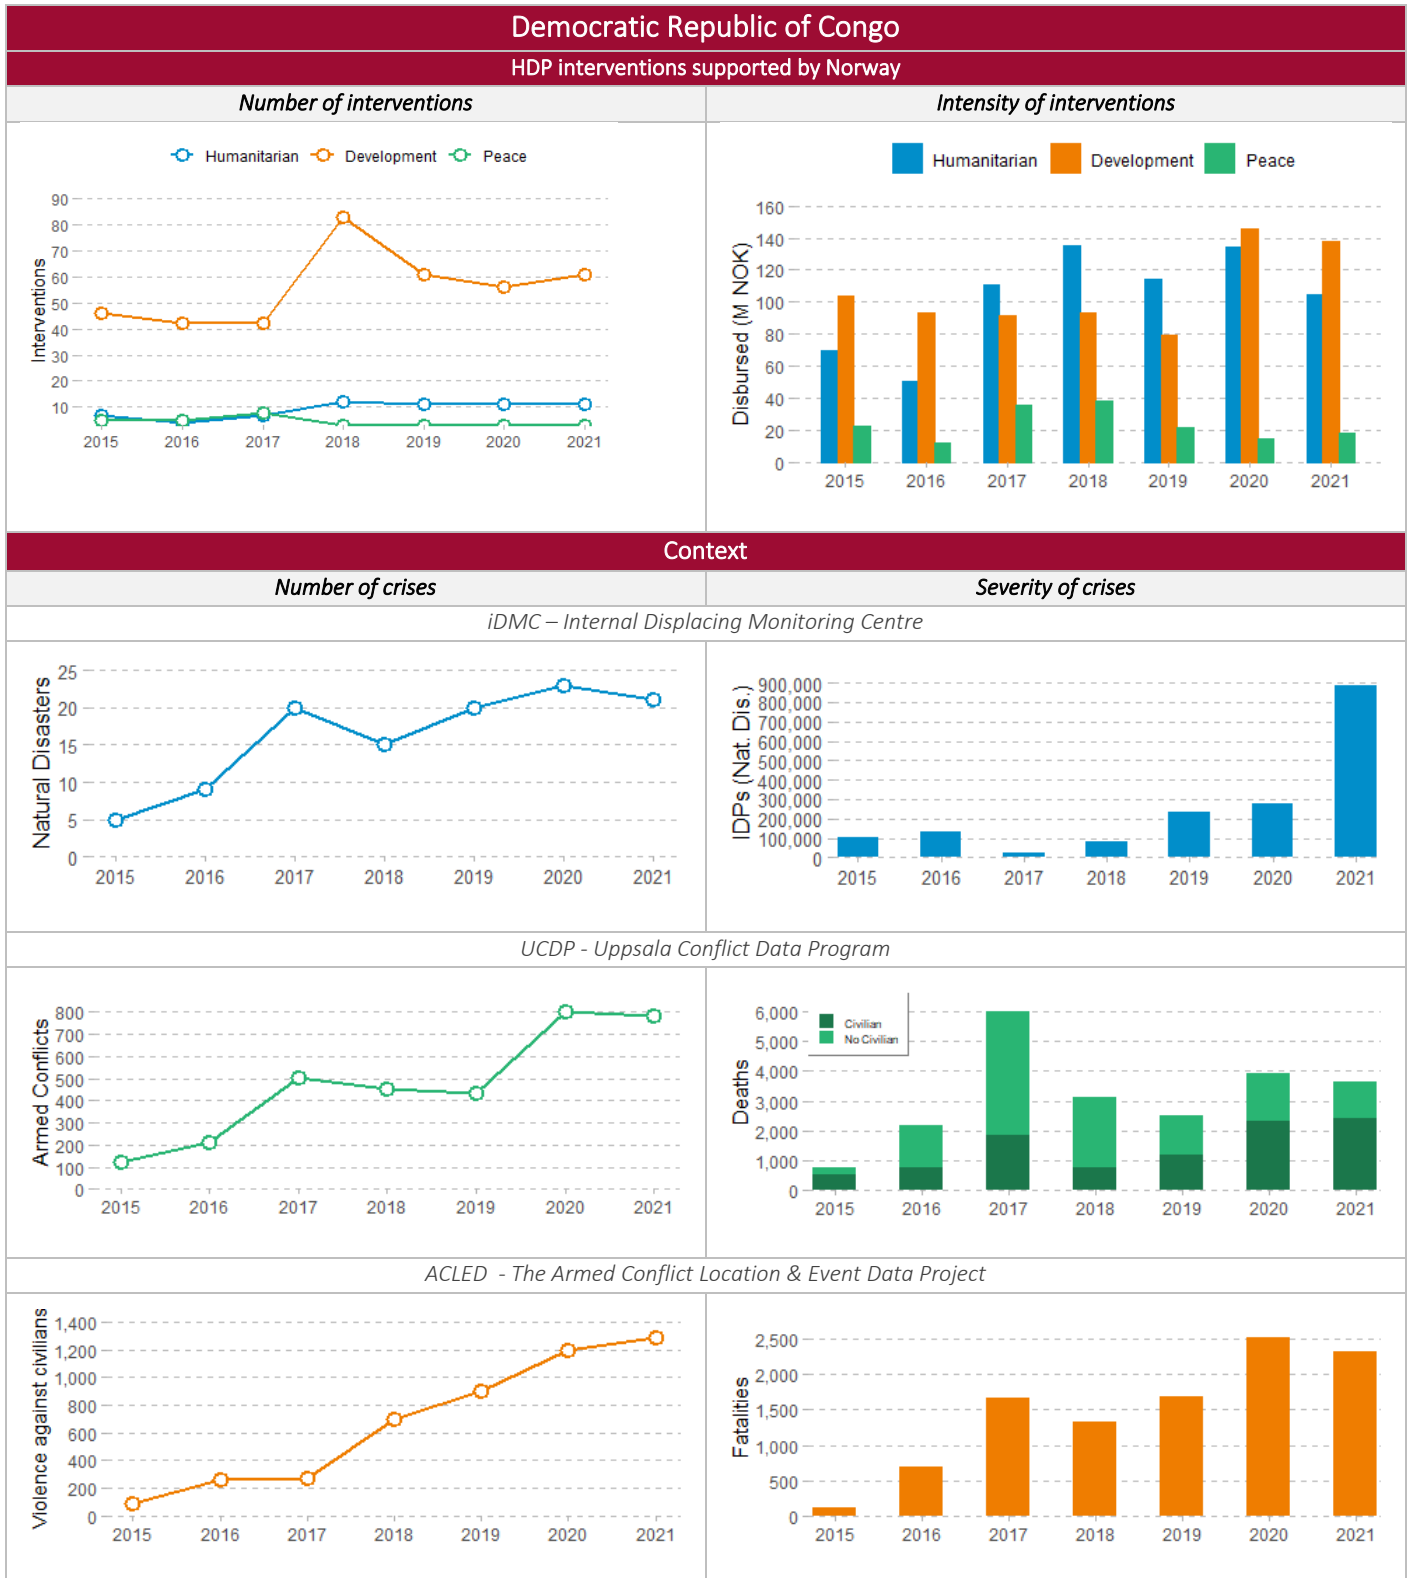 Democratic Republic of Congo
HDP interventions supported by Norway
Number of interventions
Intensity of interventions
Humanitarian Development Peace
Interventions
90
80
70
60
50
40
30
20
10
2015 2016 2017 2018 2019 2020 2021
Humanitarian Development Peace
Disbursed (M NOK)
160
140
120
100
80
60
40
20
0
2015 2016 2017 2018 2019 2020 2021
Context
Number of crises
Severity of crises
iDMC – Internal Displacing Monitoring Centre
Natural Disasters
25
20
15
10
5
0
2015 2016 2017 2018 2019 2020 2021
IDPs (Nat. Dis.)
900,000
800,000
700,000
600,000
500,000
400,000
300,000
200,000
100,000
0
2015 2016 2017 2018 2019 2020 2021
UCDP - Uppsala Conflict Data Program
Armed Conflicts
800
700
600
500
400
300
200
100
0
2015 2016 2017 2018 2019 2020 2021
Civilian
No Civilian
Deaths
6,000
5,000
4,000
3,000
2,000
1,000
0
2015 2016 2017 2018 2019 2020 2021
ACLED - The Armed Conflict Location & Event Data Project
Violence against civilians
1,400
1,200
1,000
800
600
400
200
0
2015 2016 2017 2018 2019 2020 2021
Fatalities
2,500
2,000
1,500
1,000
500
0
2015 2016 2017 2018 2019 2020 2021